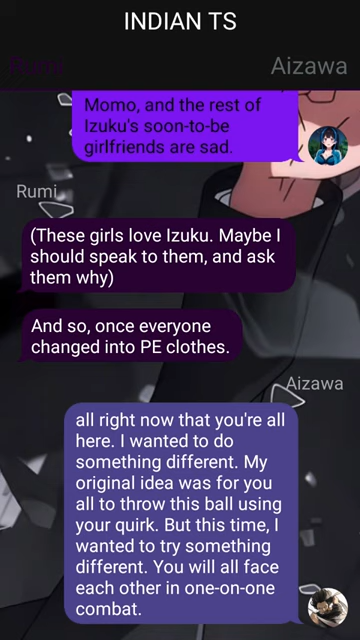 INDIAN TS
Aizawa
Momo, and the rest of
Izuku's soon-to-be
girlfriends are sad.
Rumi
(These girls love Izuku. Maybe I
should speak to them, and ask
them why)
And so, once everyone
changed into PE clothes.
Aizawa
all right now that you're all
here. I wanted to do
something different. My
original idea was for you
all to throw this ball using
your quirk. But this time, I
wanted to try something
different. You will all face
each other in one-on-one
combat.